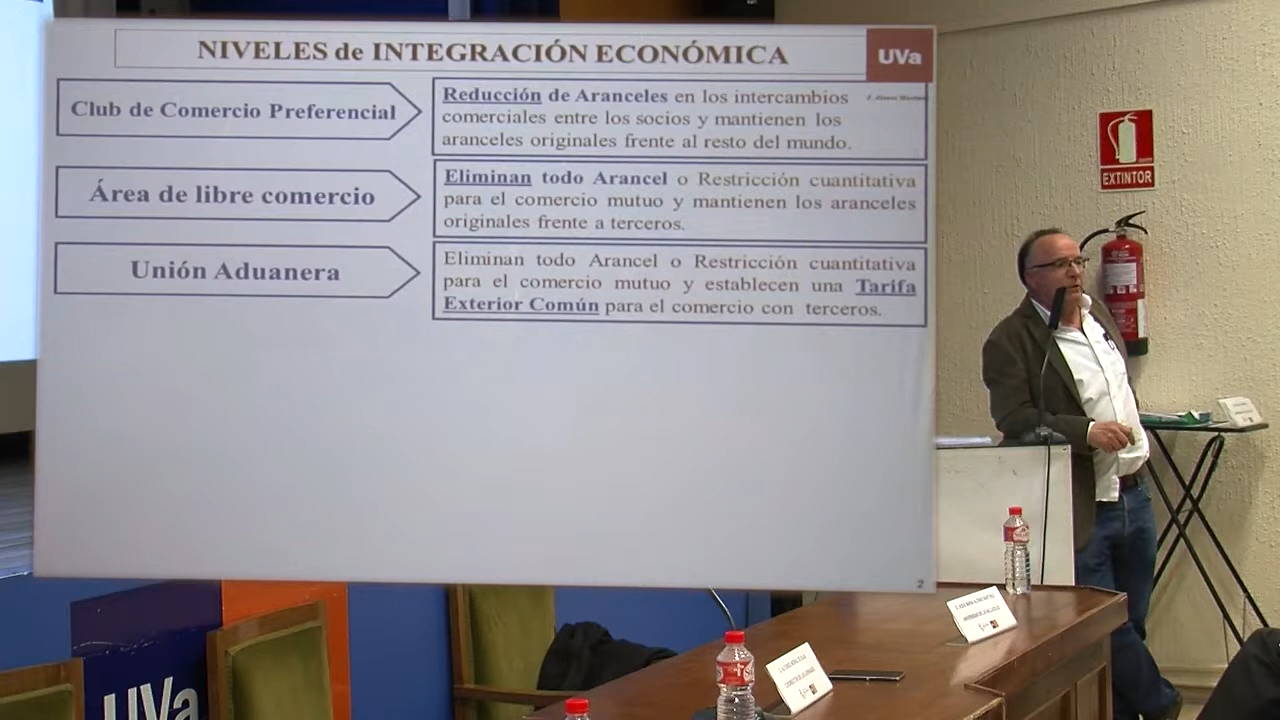 NIVELES de INTEGRACIÓN ECONÓMICA
UVa
Club de Comercio Preferencial
Reducción de Aranceles en los intercambios
comerciales entre los socios y mantienen los
aranceles originales frente al resto del mundo.
Área de libre comercio
Eliminan todo Arancel o Restricción cuantitativa
para el comercio mutuo y mantienen los aranceles
originales frente a terceros.
Unión Aduanera
Eliminan todo Arancel o Restricción cuantitativa
para el comercio mutuo y establecen una Tarifa
Exterior Común para el comercio con terceros.
2
EXTINTOR
UVa